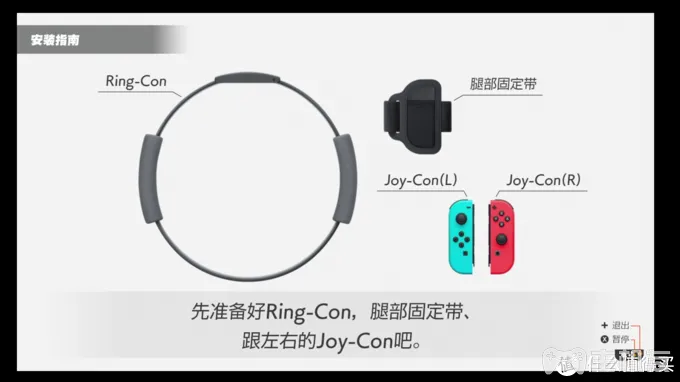 安装指南
Ring-Con
腿部固定带
Joy-Con(L)
Joy-Con(R)
先准备好Ring-Con，腿部固定带、
跟左右的Joy-Con吧。
+ 退出
X 暂停
值 什么值得买